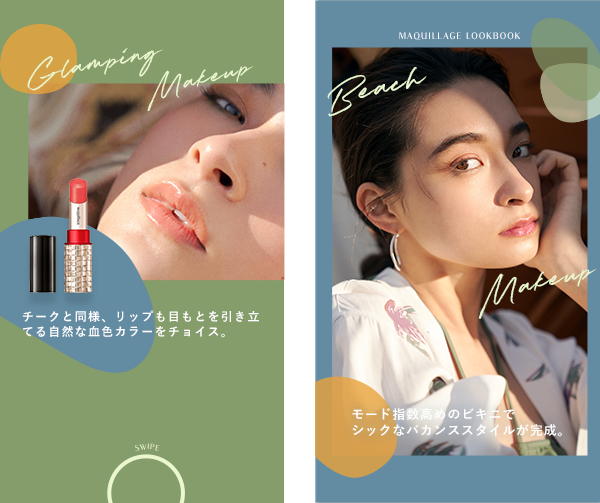 Glamping
Makeup
チークと同様、リップも目もとを引き立
てる自然な血色カラーをチョイス。
SWIPE
MAQUILLAGE LOOKBOOK
Beach
Makeup
モード指数高めのビキニで
シックなバカンススタイルが完成。